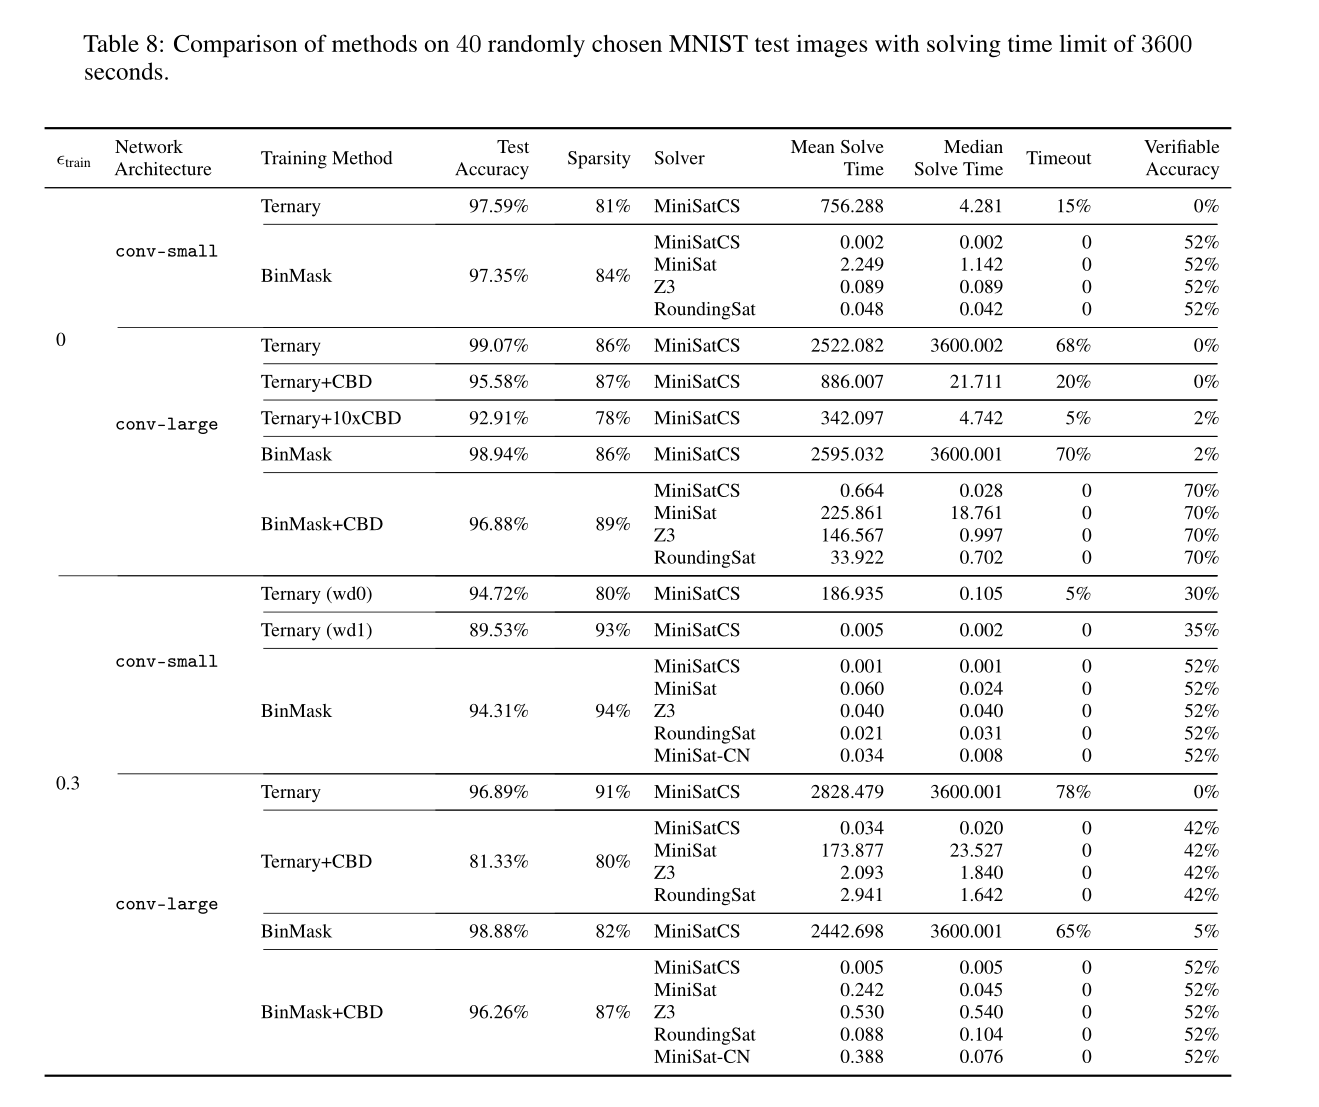 Table 8: Comparison of methods on 40 randomly chosen MNIST test images with solving time limit of 3600
seconds.
ϵtrain Network Architecture Training Method Test Accuracy Sparsity Solver Mean Solve Time Median Solve Time Timeout Verifiable Accuracy
0
conv-small
Ternary 97.59% 81% MiniSatCS 756.288 4.281 15% 0%
BinMask 97.35% 84%
MiniSatCS 0.002 0.002 0 52%
MiniSat 2.249 1.142 0 52%
Z3 0.089 0.089 0 52%
RoundingSat 0.048 0.042 0 52%
conv-large
Ternary 99.07% 86% MiniSatCS 2522.082 3600.002 68% 0%
Ternary+CBD 95.58% 87% MiniSatCS 886.007 21.711 20% 0%
Ternary+10xCBD 92.91% 78% MiniSatCS 342.097 4.742 5% 2%
BinMask 98.94% 86% MiniSatCS 2595.032 3600.001 70% 2%
BinMask+CBD 96.88% 89%
MiniSatCS 0.664 0.028 0 70%
MiniSat 225.861 18.761 0 70%
Z3 146.567 0.997 0 70%
RoundingSat 33.922 0.702 0 70%
0.3
conv-small
Ternary (wd0) 94.72% 80% MiniSatCS 186.935 0.105 5% 30%
Ternary (wd1) 89.53% 93% MiniSatCS 0.005 0.002 0 35%
BinMask 94.31% 94%
MiniSatCS 0.001 0.001 0 52%
MiniSat 0.060 0.024 0 52%
Z3 0.040 0.040 0 52%
RoundingSat 0.021 0.031 0 52%
MiniSat-CN 0.034 0.008 0 52%
conv-large
Ternary 96.89% 91% MiniSatCS 2828.479 3600.001 78% 0%
Ternary+CBD 81.33% 80%
MiniSatCS 0.034 0.020 0 42%
MiniSat 173.877 23.527 0 42%
Z3 2.093 1.840 0 42%
RoundingSat 2.941 1.642 0 42%
BinMask 98.88% 82% MiniSatCS 2442.698 3600.001 65% 5%
BinMask+CBD 96.26% 87%
MiniSatCS 0.005 0.005 0 52%
MiniSat 0.242 0.045 0 52%
Z3 0.530 0.540 0 52%
RoundingSat 0.088 0.104 0 52%
MiniSat-CN 0.388 0.076 0 52%